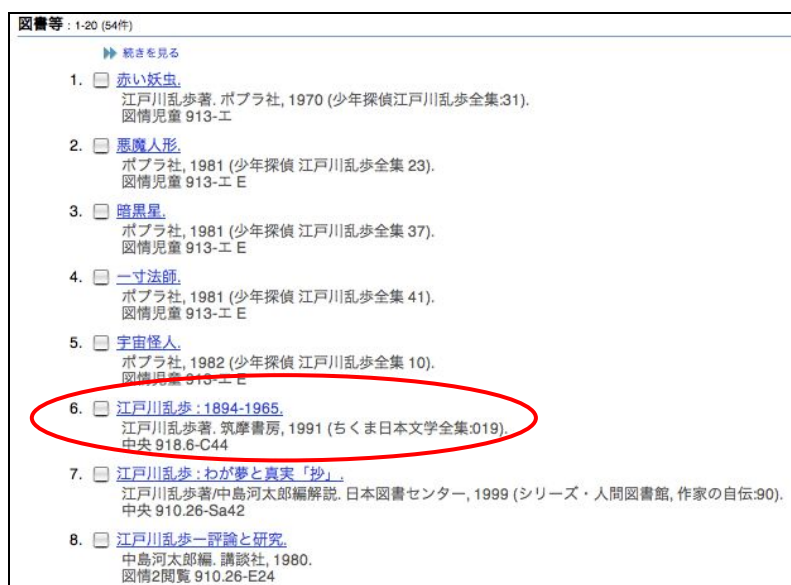 図書等 : 1-20 (54件)
続きを見る
1. 赤い妖虫.
江戸川乱歩著. ポプラ社, 1970 (少年探偵江戸川乱歩全集:31).
図情児童 913-エ
2. 悪魔人形.
ポプラ社, 1981 (少年探偵 江戸川乱歩全集 23).
図情児童 913-エ E
3. 暗黒星.
ポプラ社, 1981 (少年探偵 江戸川乱歩全集 37).
図情児童 913-エ E
4. 一寸法師.
ポプラ社, 1981 (少年探偵 江戸川乱歩全集 41).
図情児童 913-エ E
5. 宇宙怪人.
ポプラ社, 1982 (少年探偵 江戸川乱歩全集 10).
図情児童 913-エ E
6. 江戸川乱歩 : 1894-1965.
江戸川乱歩著. 筑摩書房, 1991 (ちくま日本文学全集:019).
中央 918.6-C44
7. 江戸川乱歩 : わが夢と真実「抄」.
江戸川乱歩著/中島河太郎編解説. 日本図書センター, 1999 (シリーズ・人間図書館, 作家の自伝:90).
中央 910.26-Sa42
8. 江戸川乱歩ー評論と研究.
中島河太郎編. 講談社, 1980.
図情2閲覧 910.26-E24